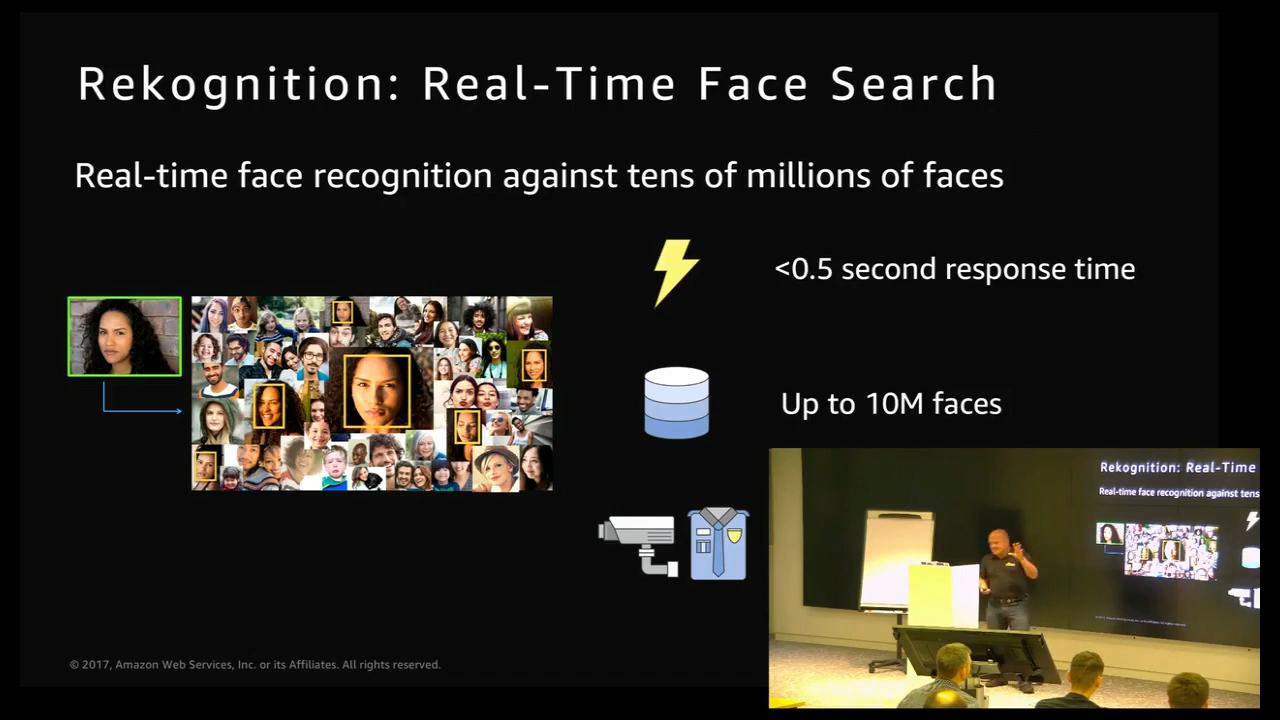 Rekognition: Real-Time Face Search
Real-time face recognition against tens of millions of faces
<0.5 second response time
Up to 10M faces
Rekognition: Real-Time
Real-time face recognition against tens
© 2017, Amazon Web Services, Inc. or its Affiliates. All rights reserved.